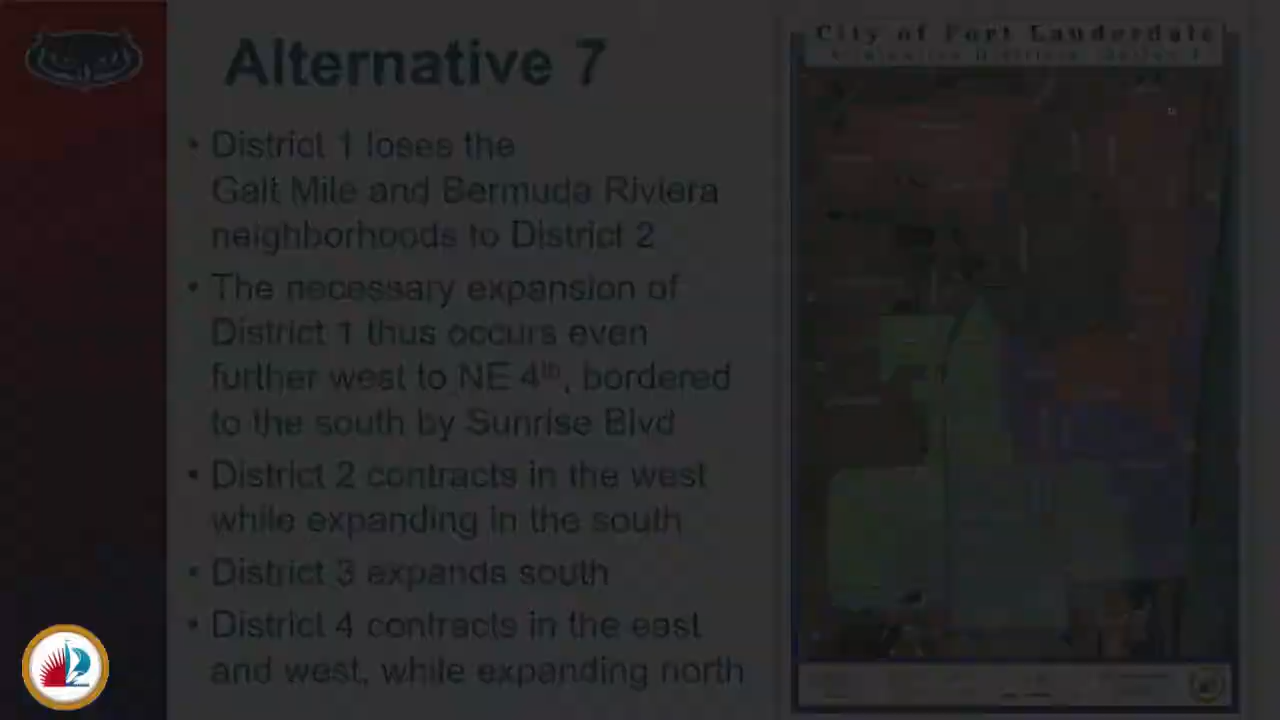 City of Fort Lauderdale
Alternative 7
• District 1 loses the
Galt Mile and Bermuda Riviera
neighborhoods to District 2
• The necessary expansion of
District 1 thus occurs even
further west to NE 4th, bordered
to the south by Sunrise Blvd
• District 2 contracts in the west
while expanding in the south
• District 3 expands south
• District 4 contracts in the east
and west, while expanding north